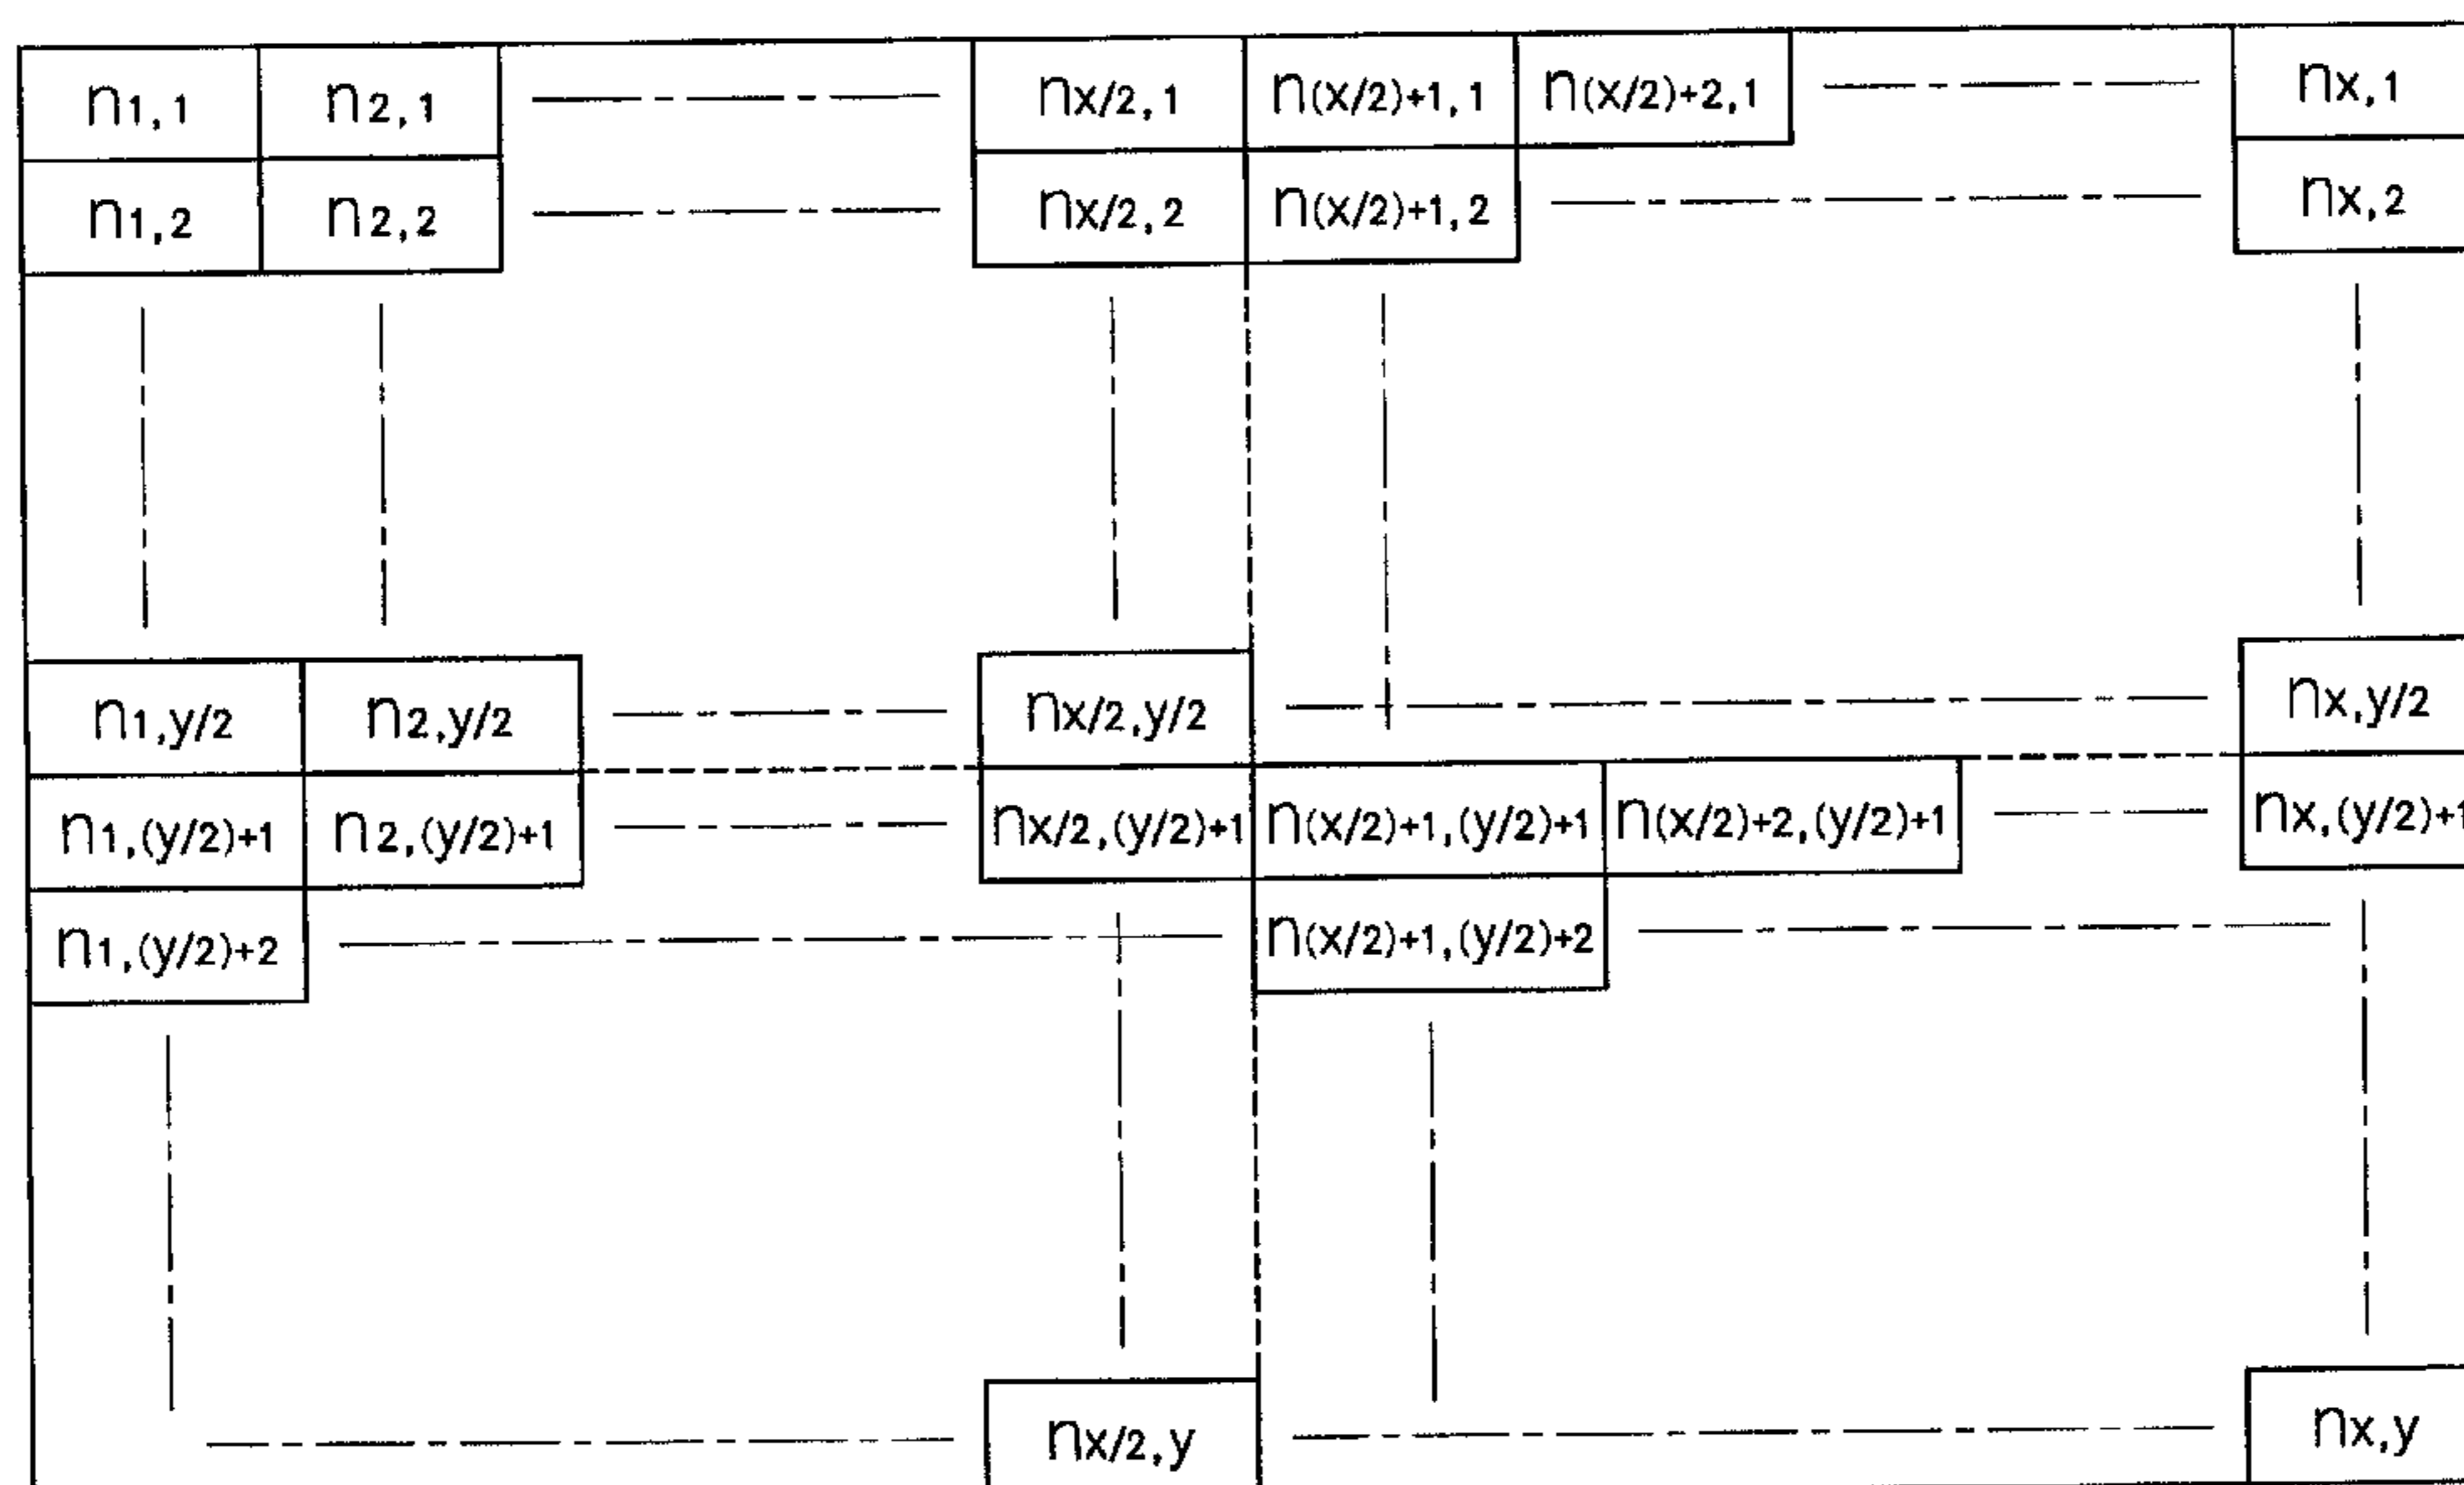 n1,1 n2,1 nx/2,1 n(x/2)+1,1 n(x/2)+2,1 nx,1
n1,2 n2,2 nx/2,2 n(x/2)+1,2 nx,2
n1,y/2 n2,y/2 nx/2,y/2 nx,y/2
n1,(y/2)+1 n2,(y/2)+1 nx/2,(y/2)+1 n(x/2)+1,(y/2)+1 n(x/2)+2,(y/2)+1 nx,(y/2)+1
n1,(y/2)+2 n(x/2)+1,(y/2)+2
nx/2,y nx,y